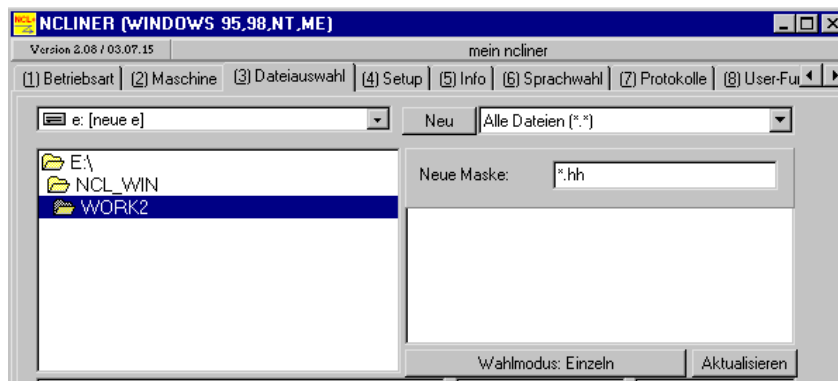 NCL+
NCLINER (WINDOWS 95,98,NT,ME)
Version 2.08 / 03.07.15 mein ncliner
(1) Betriebsart (2) Maschine (3) Dateiauswahl (4) Setup (5) Info (6) Sprachwahl (7) Protokolle (8) User-Fu
e: [neue e] Neu Alle Dateien (*.*)
E:\
NCL_WIN
WORK2
Neue Maske: *.hh
Wahlmodus: Einzeln Aktualisieren